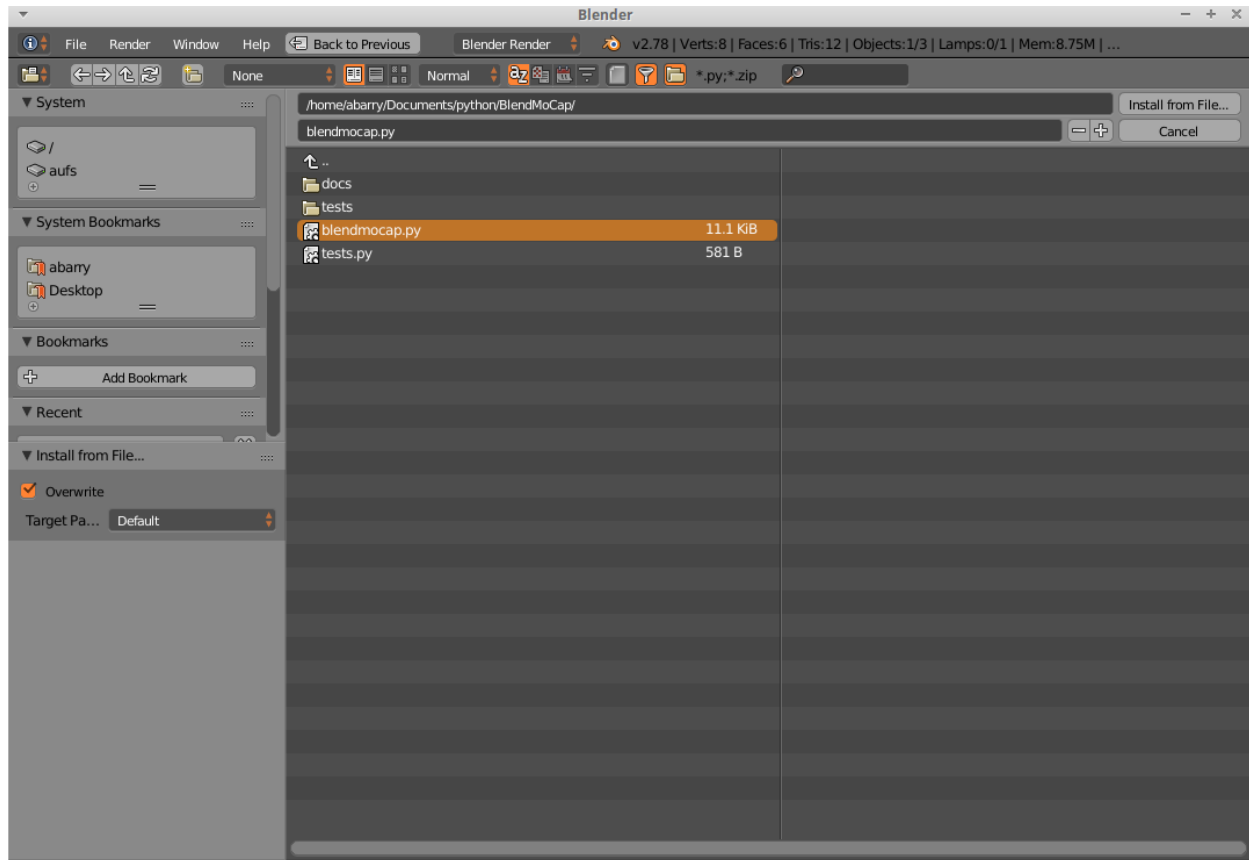 Blender
File Render Window Help Back to Previous Blender Render v2.78 | Verts:8 | Faces:6 | Tris:12 | Objects:1/3 | Lamps:0/1 | Mem:8.75M | ...
None Normal *.py;*.zip
System
/
aufs
System Bookmarks
abarry
Desktop
Bookmarks
Add Bookmark
Recent
Install from File...
Overwrite
Target Pa... Default
/home/abarry/Documents/python/BlendMoCap/ Install from File...
blendmocap.py Cancel
..
docs
tests
blendmocap.py 11.1 KiB
tests.py 581 B